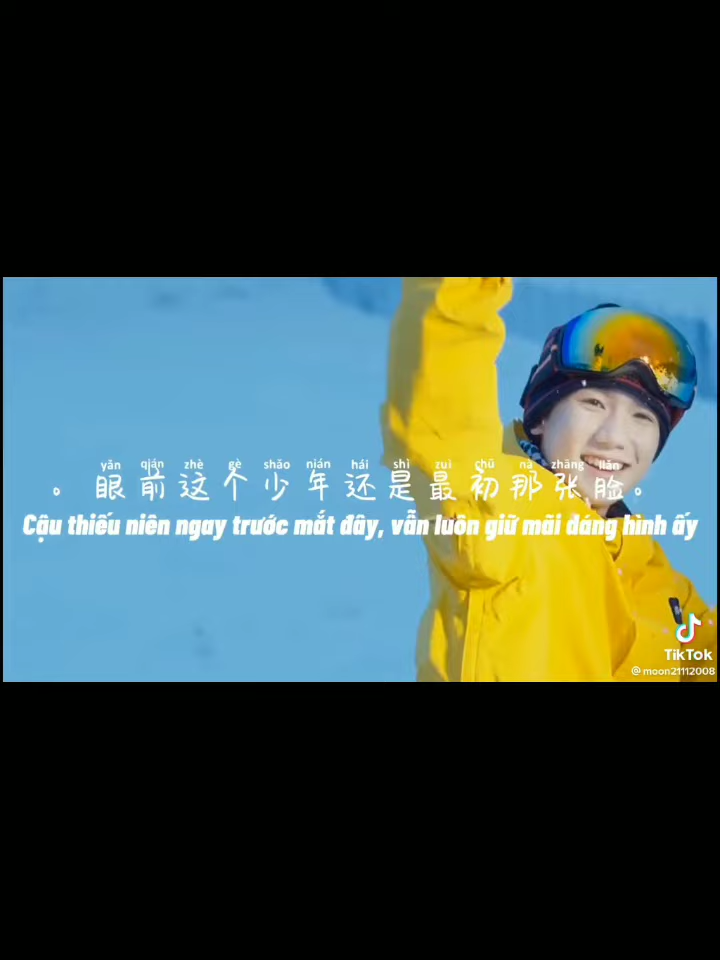 yǎn qián zhè gè shāo nián hái shì zuì chū nà zhāng liǎn
。眼前这个少年还是最初那张脸。
Cậu thiếu niên ngay trước mắt đây, vẫn luôn giữ mãi dáng hình ấy
TikTok
@moon21112008